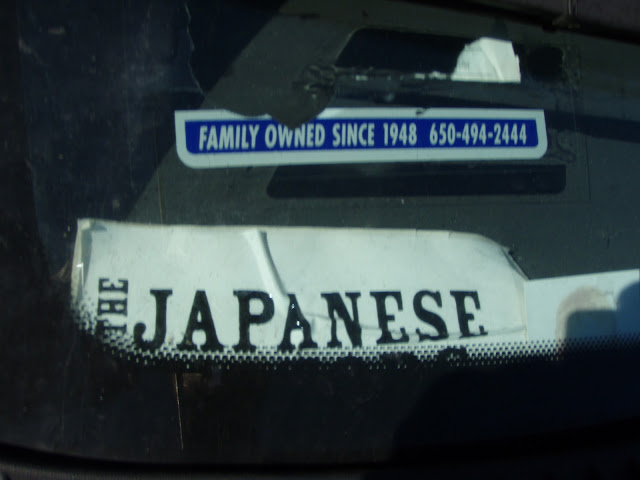 FAMILY OWNED SINCE 1948 650-494-2444
THE JAPANESE